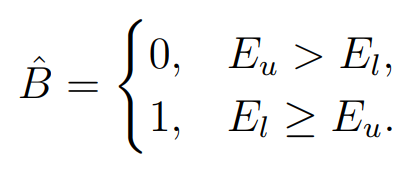 B̂ = { 0, E_u > E_l,
1, E_l ≥ E_u.